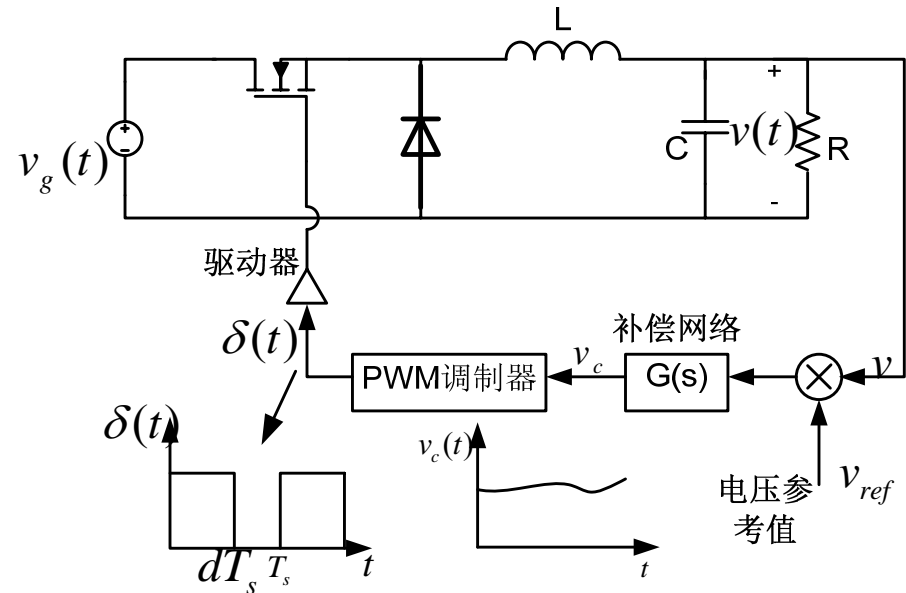 L
+
v_g(t)
C
v(t)
R
-
驱动器
δ(t)
补偿网络
PWM调制器
v_c
G(s)
v
δ(t)
v_c(t)
电压参
考值
v_ref
dT_s
T_s
t
t